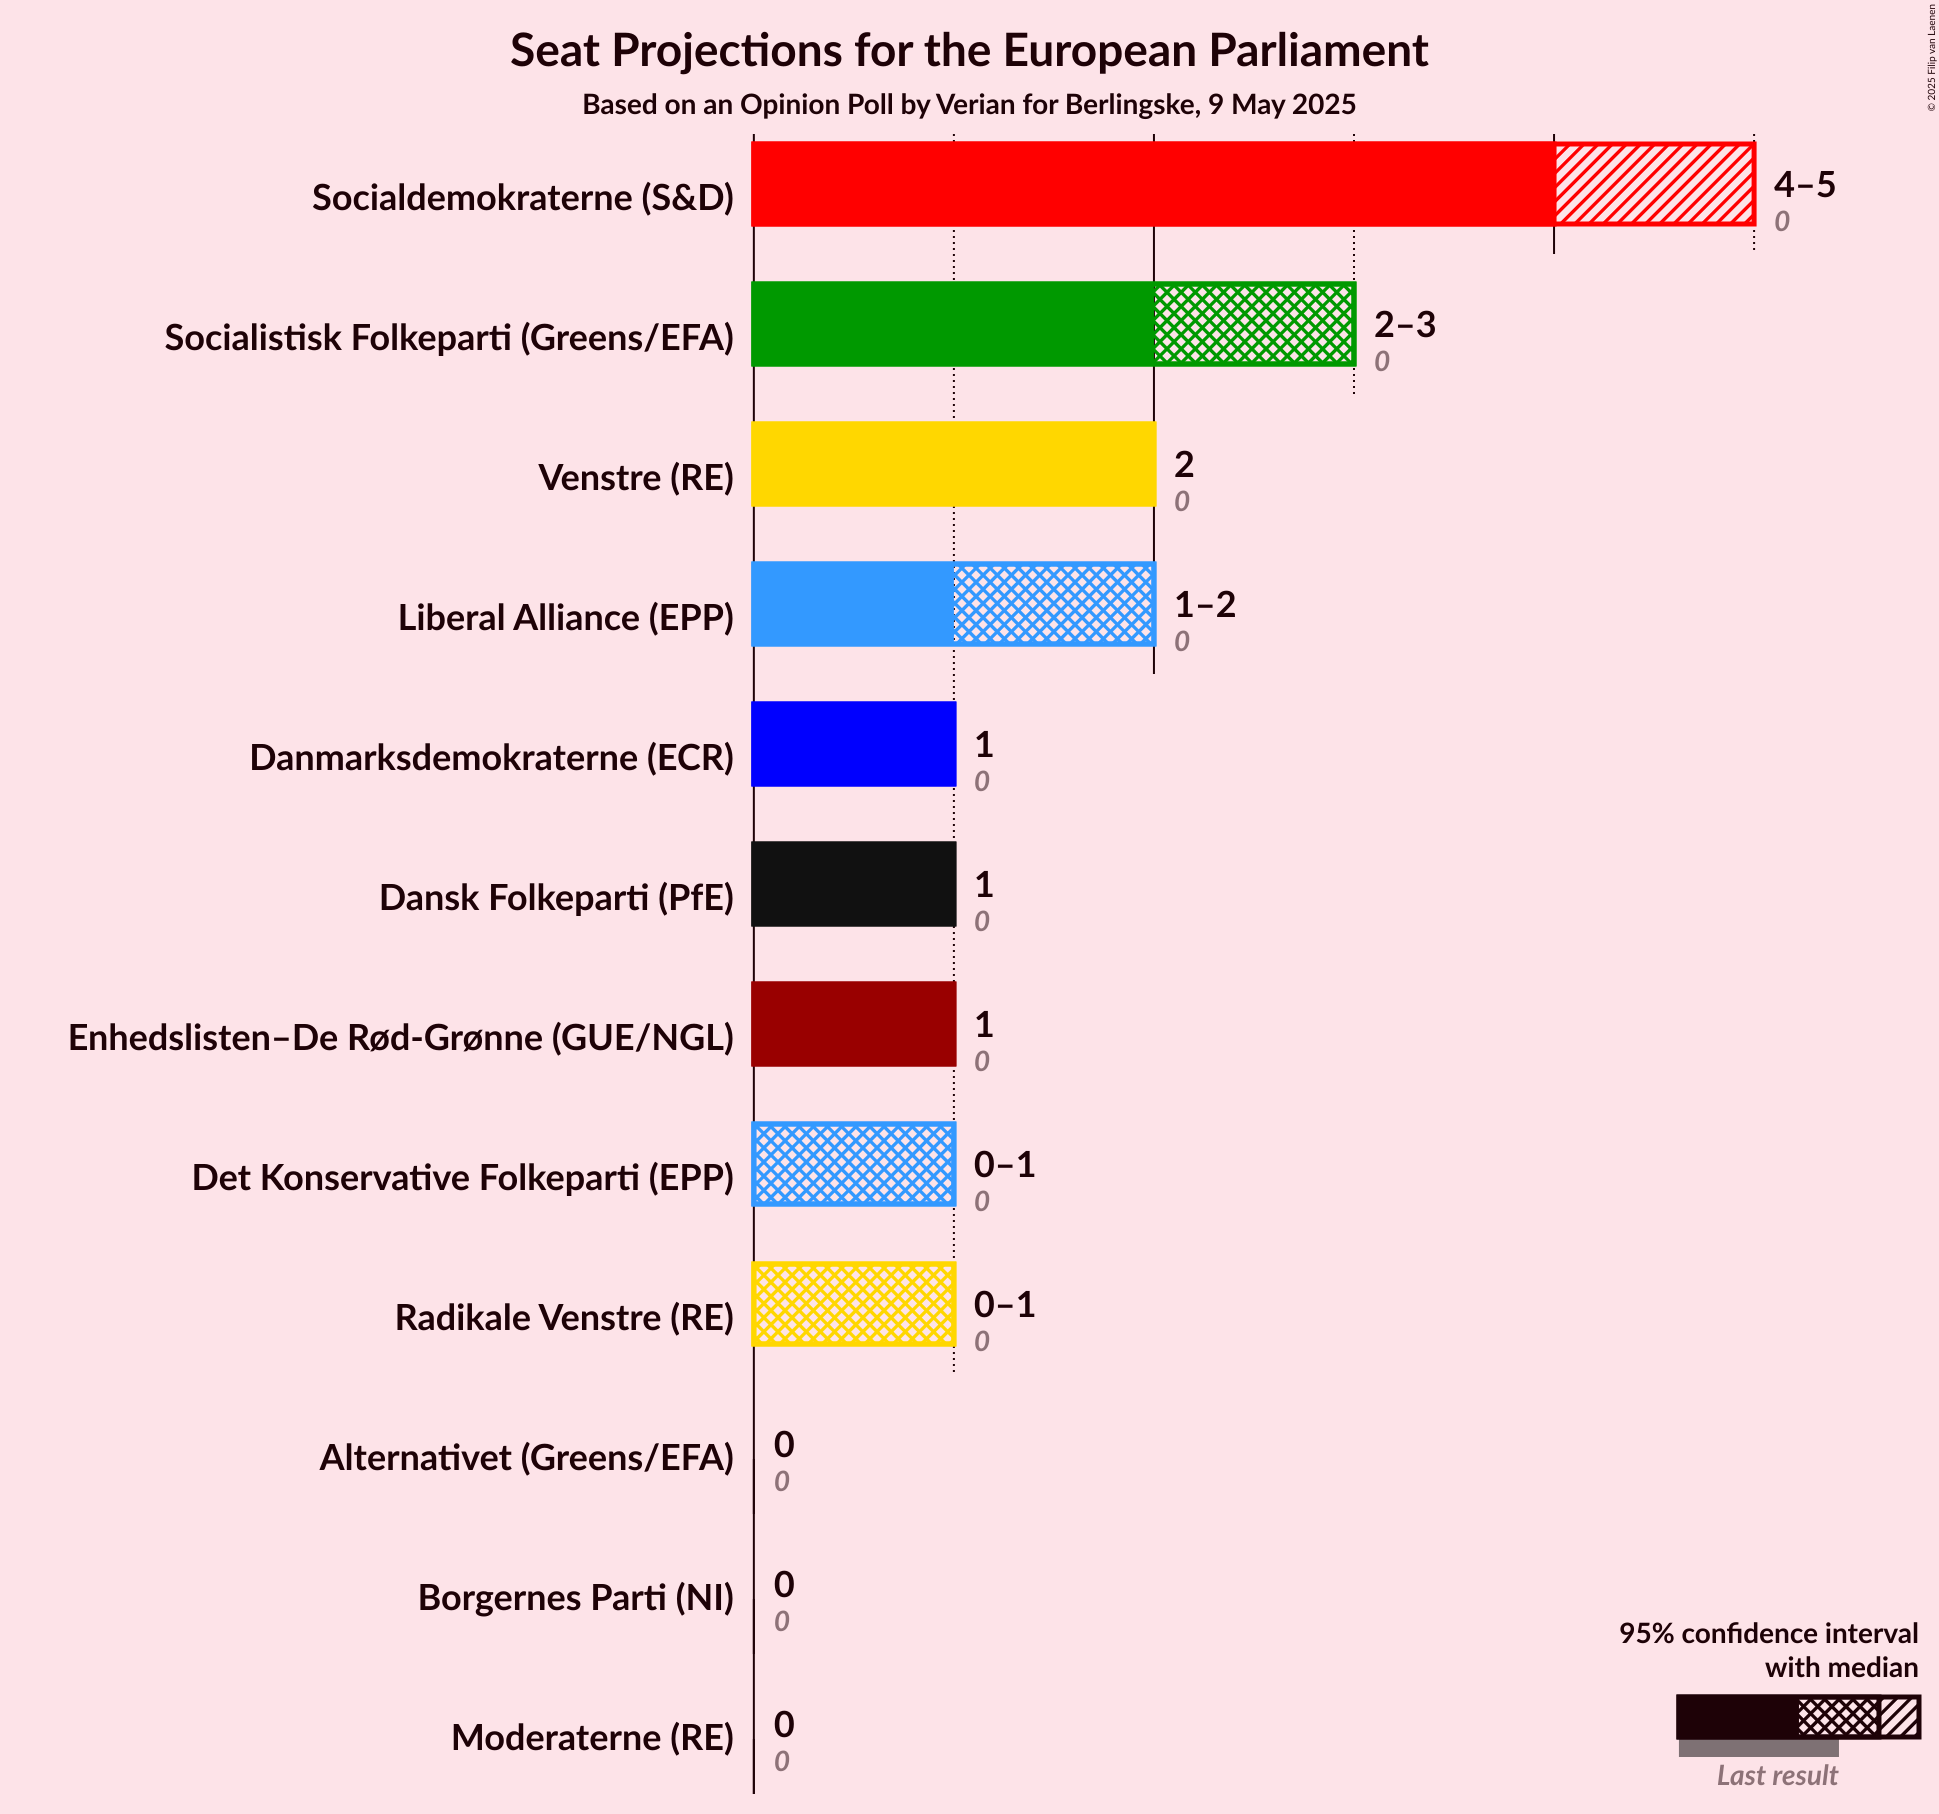 Seat Projections for the European Parliament
Based on an Opinion Poll by Verian for Berlingske, 9 May 2025
© 2025 Filip van Laenen
Socialdemokraterne (S&D)
4–5
0
Socialistisk Folkeparti (Greens/EFA)
2–3
0
Venstre (RE)
2
0
Liberal Alliance (EPP)
1–2
0
Danmarksdemokraterne (ECR)
1
0
Dansk Folkeparti (PfE)
1
0
Enhedslisten–De Rød-Grønne (GUE/NGL)
1
0
Det Konservative Folkeparti (EPP)
0–1
0
Radikale Venstre (RE)
0–1
0
Alternativet (Greens/EFA)
0
0
Borgernes Parti (NI)
0
0
Moderaterne (RE)
0
0
95% confidence interval
with median
Last result